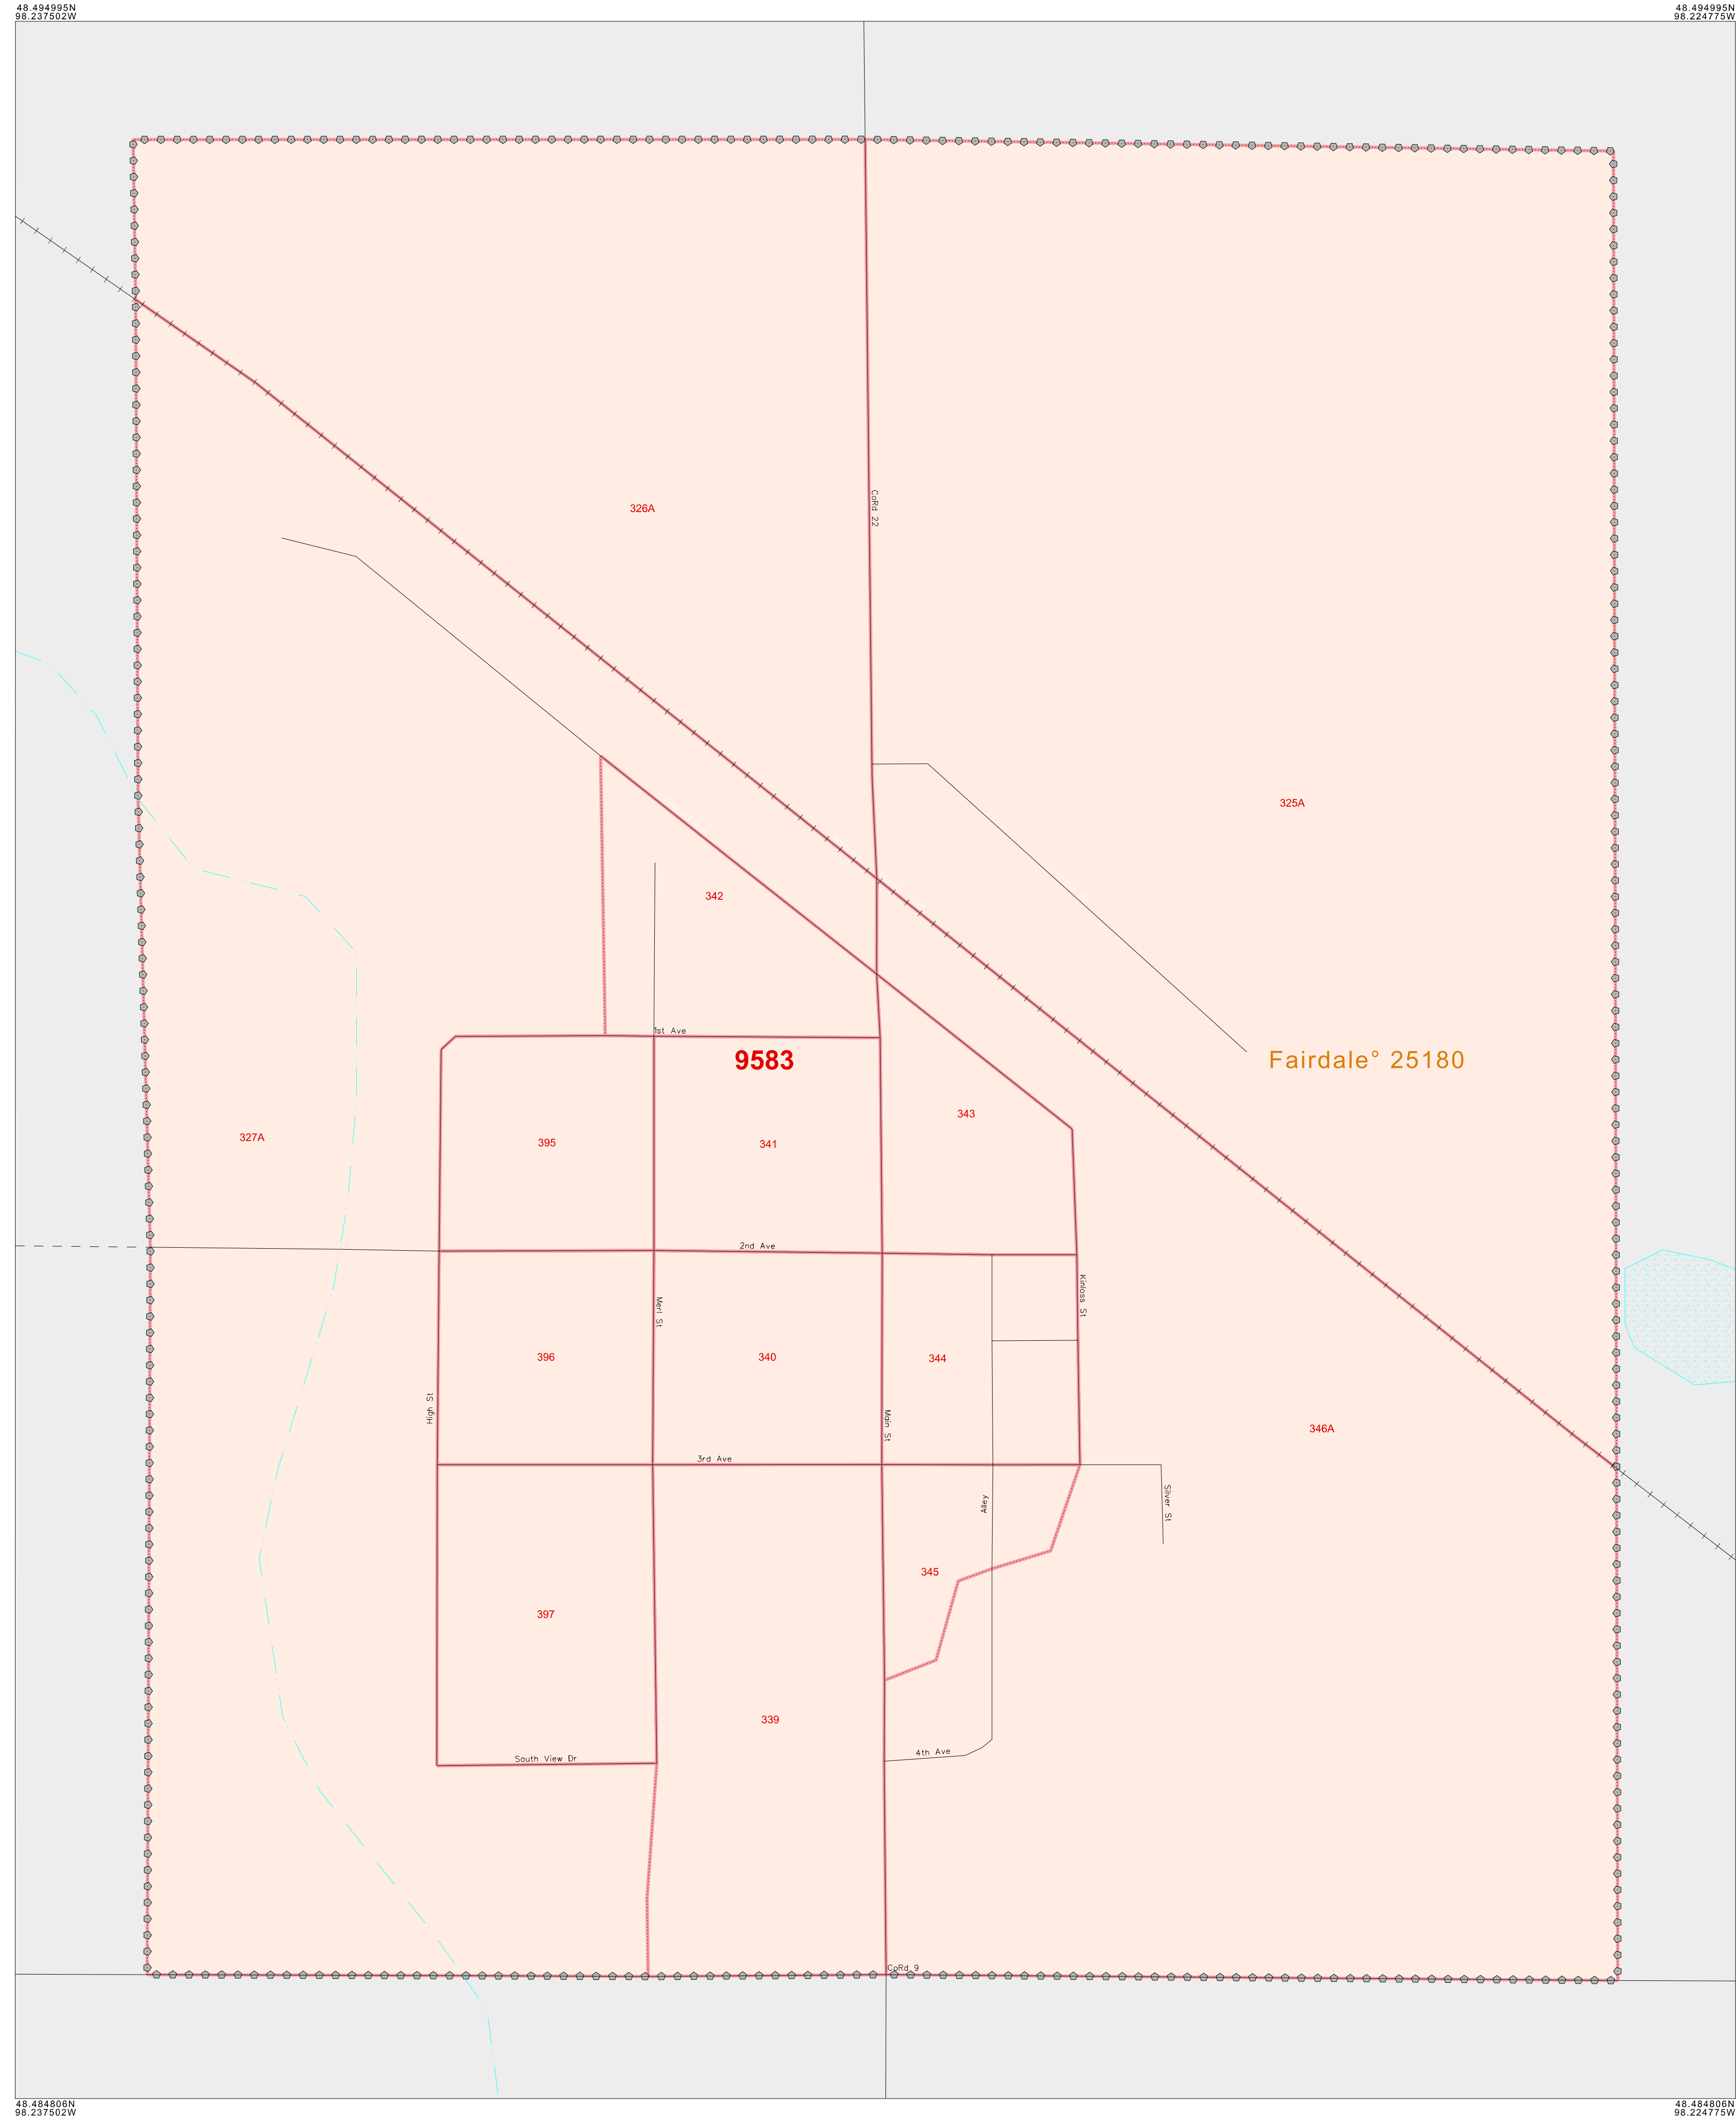 48.494995N
98.237502W
48.494995N
98.224775W
326A
CoRd 22
325A
342
1st Ave
9583
Fairdale° 25180
343
327A
395
341
2nd Ave
Kinloss St
Merl St
396
340
344
High St
Main St
346A
3rd Ave
Alley
Silver St
345
397
339
4th Ave
South View Dr
CoRd 9
48.484806N
98.237502W
48.484806N
98.224775W